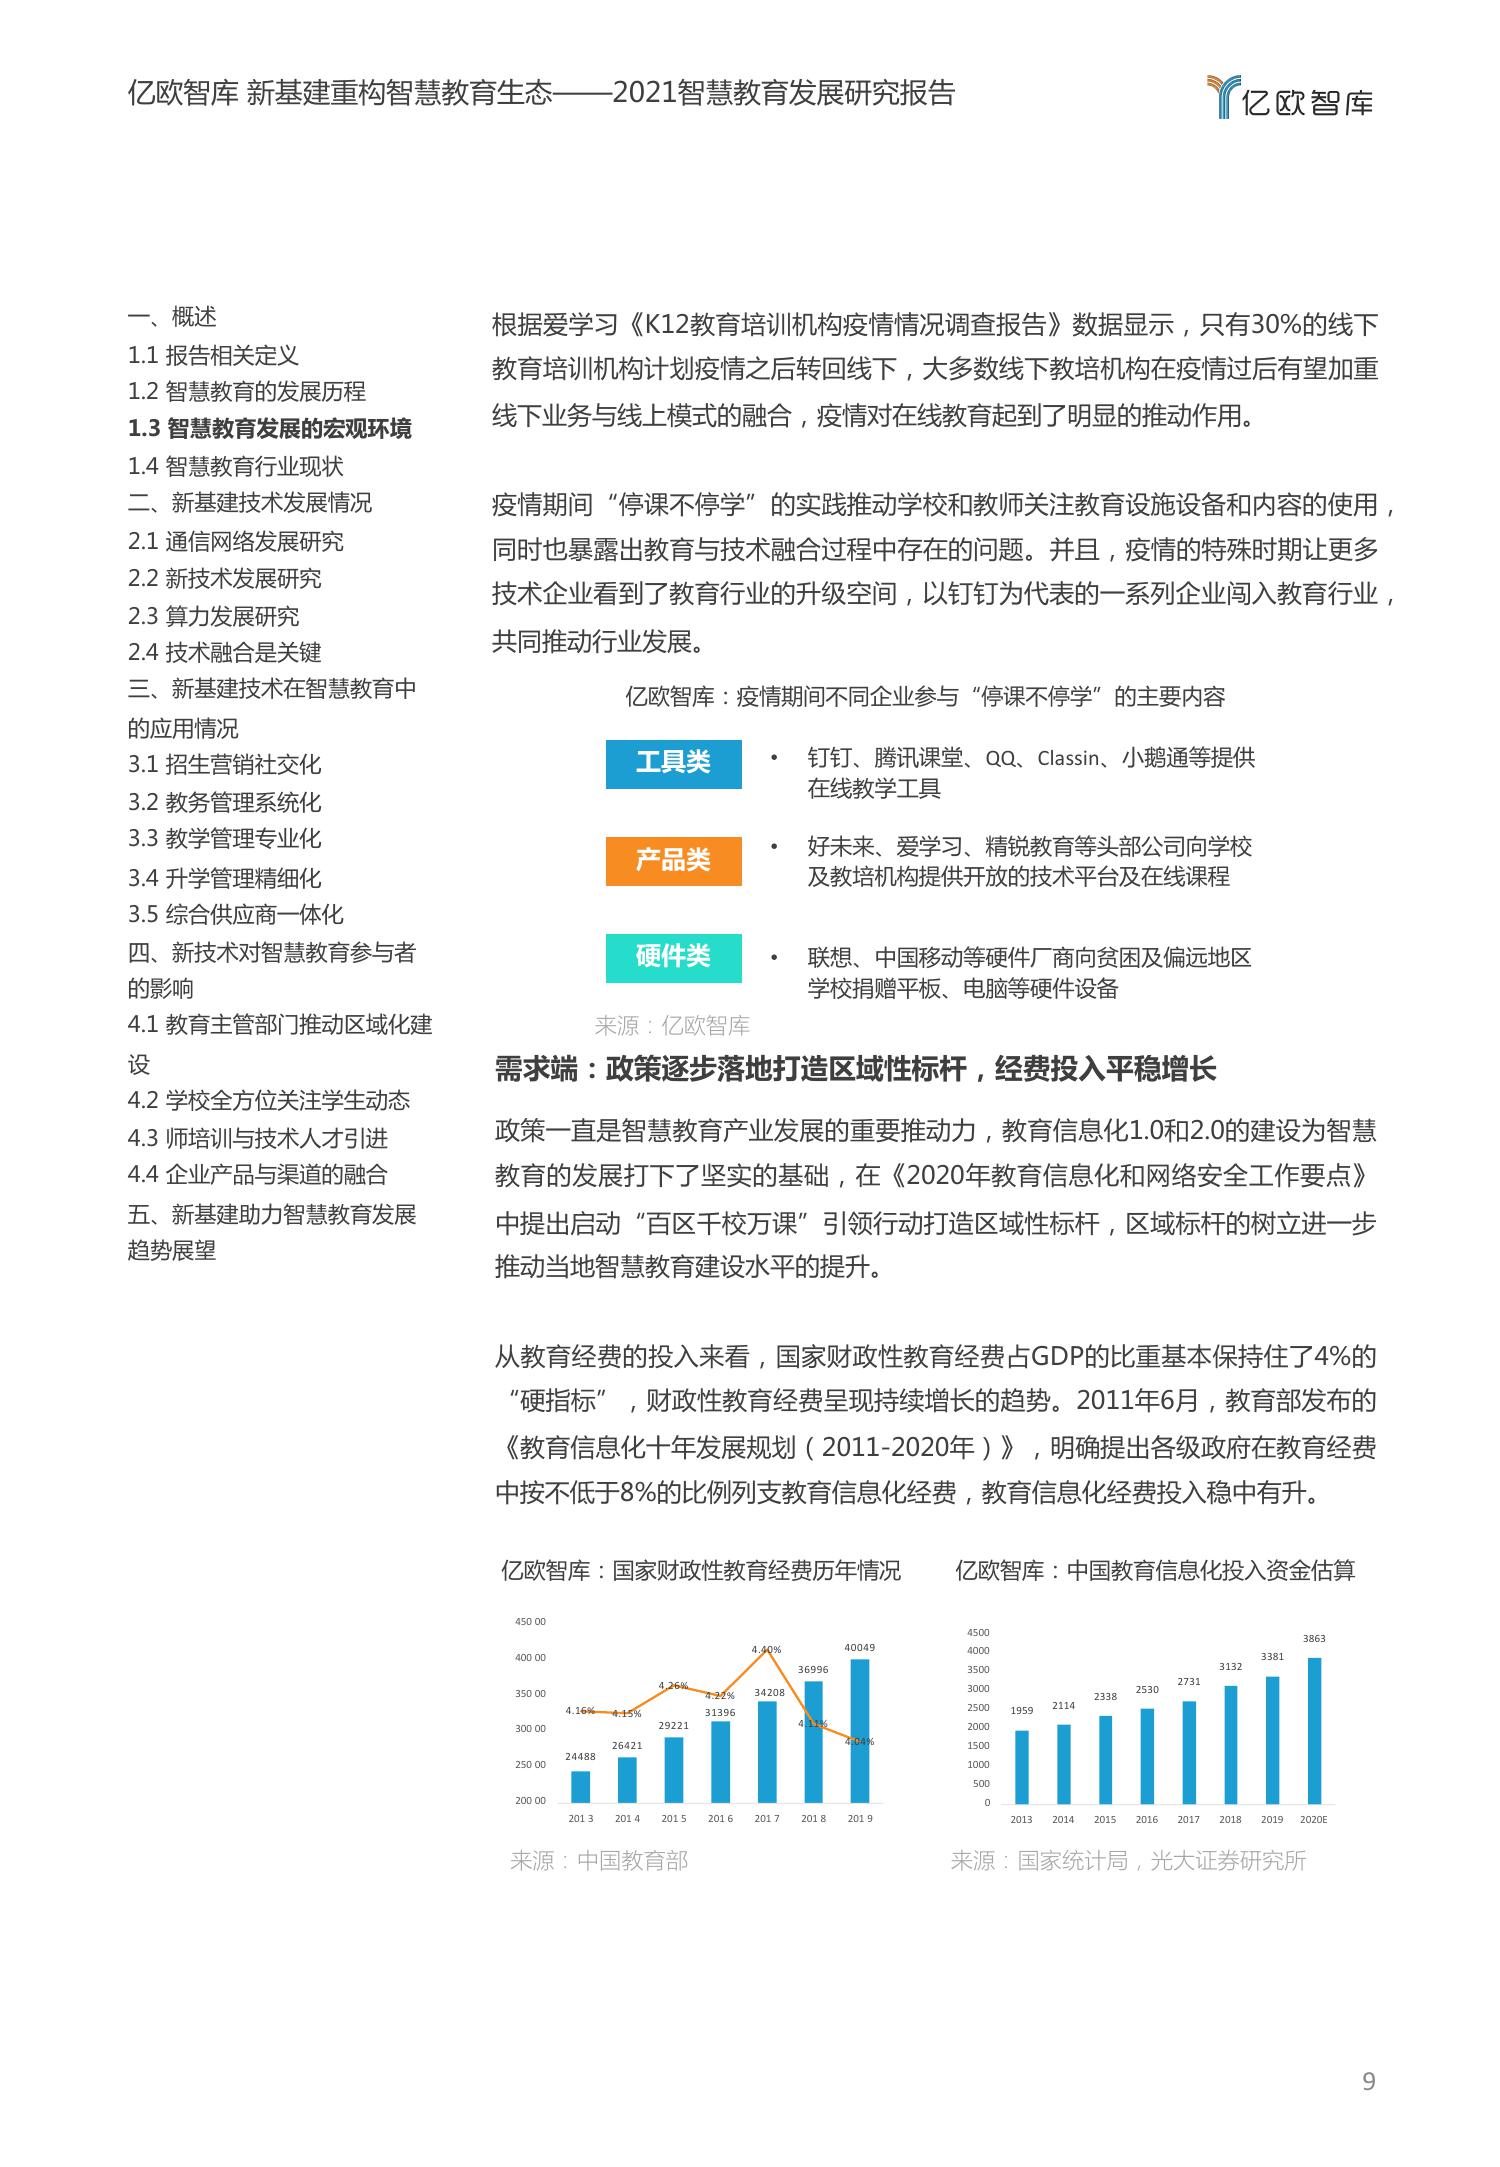 亿欧智库 新基建重构智慧教育生态——2021智慧教育发展研究报告
亿欧智库
一、概述
1.1 报告相关定义
1.2 智慧教育的发展历程
1.3 智慧教育发展的宏观环境
1.4 智慧教育行业现状
二、新基建技术发展情况
2.1 通信网络发展研究
2.2 新技术发展研究
2.3 算力发展研究
2.4 技术融合是关键
三、新基建技术在智慧教育中
的应用情况
3.1 招生营销社交化
3.2 教务管理系统化
3.3 教学管理专业化
3.4 升学管理精细化
3.5 综合供应商一体化
四、新技术对智慧教育参与者
的影响
4.1 教育主管部门推动区域化建
设
4.2 学校全方位关注学生动态
4.3 师培训与技术人才引进
4.4 企业产品与渠道的融合
五、新基建助力智慧教育发展
趋势展望
根据爱学习《K12教育培训机构疫情情况调查报告》数据显示，只有30%的线下
教育培训机构计划疫情之后转回线下，大多数线下教培机构在疫情过后有望加重
线下业务与线上模式的融合，疫情对在线教育起到了明显的推动作用。
疫情期间“停课不停学”的实践推动学校和教师关注教育设施设备和内容的使用，
同时也暴露出教育与技术融合过程中存在的问题。并且，疫情的特殊时期让更多
技术企业看到了教育行业的升级空间，以钉钉为代表的一系列企业闯入教育行业，
共同推动行业发展。
亿欧智库：疫情期间不同企业参与“停课不停学”的主要内容
工具类
• 钉钉、腾讯课堂、QQ、Classin、小鹅通等提供
在线教学工具
产品类
• 好未来、爱学习、精锐教育等头部公司向学校
及教培机构提供开放的技术平台及在线课程
硬件类
• 联想、中国移动等硬件厂商向贫困及偏远地区
学校捐赠平板、电脑等硬件设备
来源：亿欧智库
需求端：政策逐步落地打造区域性标杆，经费投入平稳增长
政策一直是智慧教育产业发展的重要推动力，教育信息化1.0和2.0的建设为智慧
教育的发展打下了坚实的基础，在《2020年教育信息化和网络安全工作要点》
中提出启动“百区千校万课”引领行动打造区域性标杆，区域标杆的树立进一步
推动当地智慧教育建设水平的提升。
从教育经费的投入来看，国家财政性教育经费占GDP的比重基本保持住了4%的
“硬指标”，财政性教育经费呈现持续增长的趋势。2011年6月，教育部发布的
《教育信息化十年发展规划（2011-2020年）》，明确提出各级政府在教育经费
中按不低于8%的比例列支教育信息化经费，教育信息化经费投入稳中有升。
亿欧智库：国家财政性教育经费历年情况
450 00
400 00
350 00
300 00
250 00
200 00
4.16% 4.15% 4.26% 4.22% 4.40% 4.11% 4.04%
24488 26421 29221 31396 34208 36996 40049
201 3 201 4 201 5 201 6 201 7 201 8 201 9
来源：中国教育部
亿欧智库：中国教育信息化投入资金估算
4500
4000
3500
3000
2500
2000
1500
1000
500
0
1959 2114 2338 2530 2731 3132 3381 3863
2013 2014 2015 2016 2017 2018 2019 2020E
来源：国家统计局，光大证券研究所
9